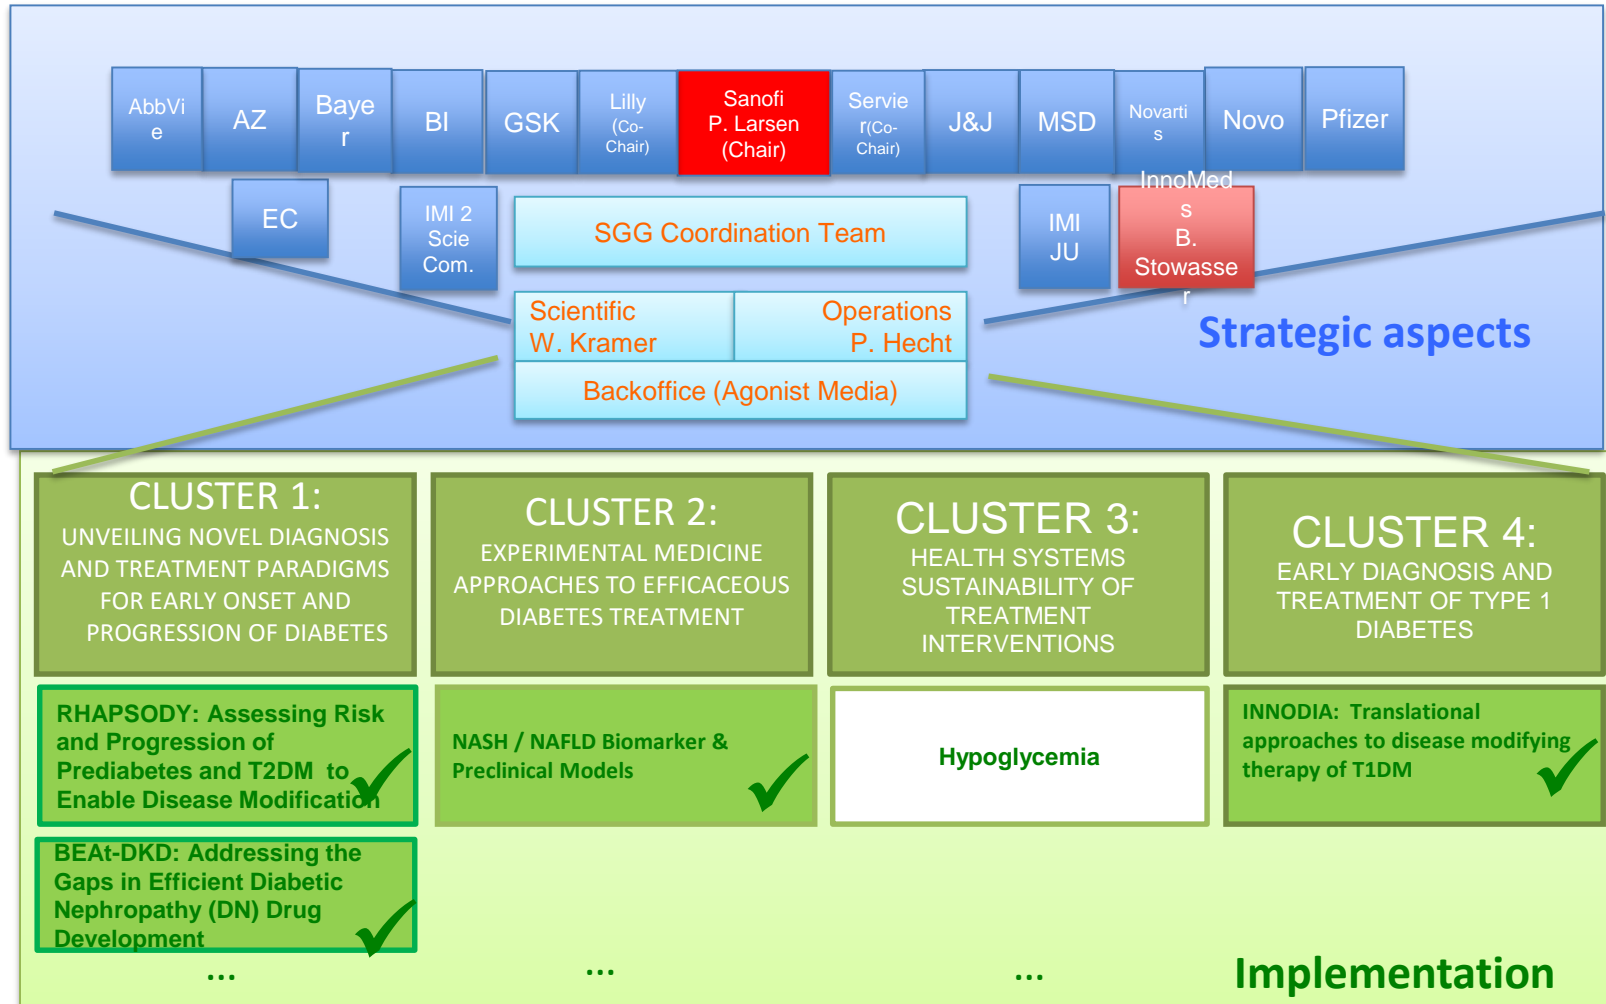 AbbVi
e
AZ
Baye
r
BI
GSK
Lilly
(Co-
Chair)
Sanofi
P. Larsen
(Chair)
Servie
r(Co-
Chair)
J&J
MSD
Novarti
s
Novo
Pfizer
EC
IMI 2
Scie
Com.
SGG Coordination Team
IMI
JU
InnoMed
s
B.
Stowasse
r
Scientific
W. Kramer
Operations
P. Hecht
Backoffice (Agonist Media)
Strategic aspects
CLUSTER 1:
UNVEILING NOVEL DIAGNOSIS
AND TREATMENT PARADIGMS
FOR EARLY ONSET AND
PROGRESSION OF DIABETES
CLUSTER 2:
EXPERIMENTAL MEDICINE
APPROACHES TO EFFICACEOUS
DIABETES TREATMENT
CLUSTER 3:
HEALTH SYSTEMS
SUSTAINABILITY OF
TREATMENT
INTERVENTIONS
CLUSTER 4:
EARLY DIAGNOSIS AND
TREATMENT OF TYPE 1
DIABETES
RHAPSODY: Assessing Risk
and Progression of
Prediabetes and T2DM to
Enable Disease Modification
NASH / NAFLD Biomarker &
Preclinical Models
Hypoglycemia
INNODIA: Translational
approaches to disease modifying
therapy of T1DM
BEAt-DKD: Addressing the
Gaps in Efficient Diabetic
Nephropathy (DN) Drug
Development
...
...
...
Implementation